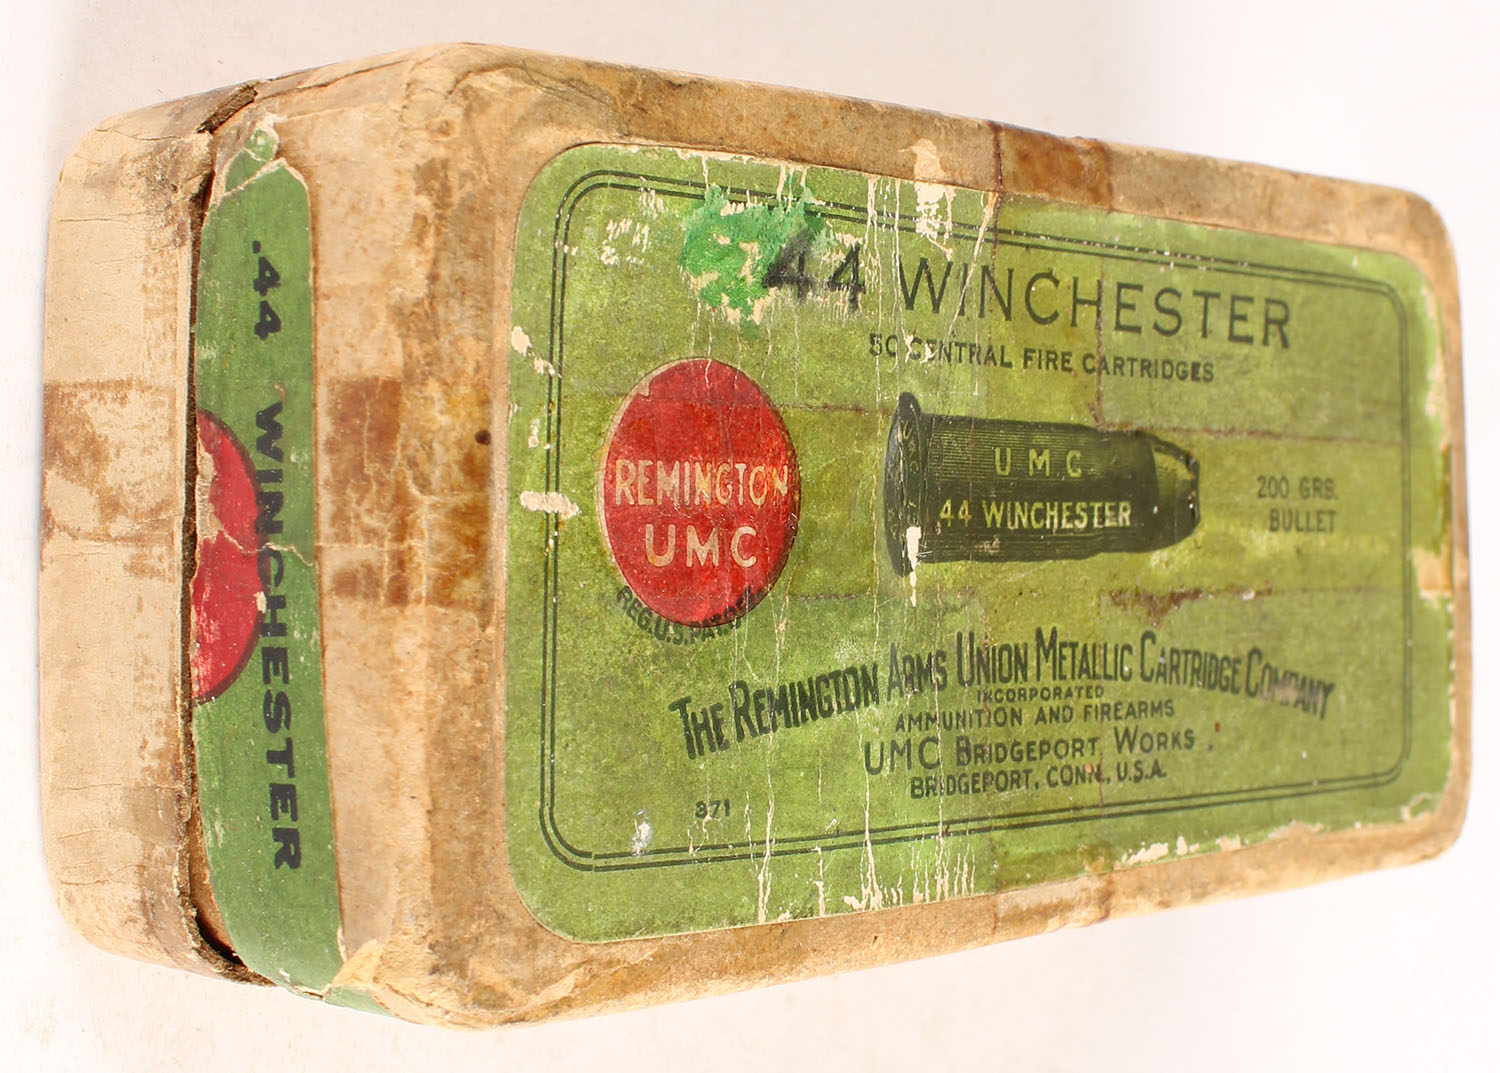 .44 WINCHESTER
44 WINCHESTER
50 CENTRAL FIRE CARTRIDGES
REMINGTON
UMC
REG. U.S. PAT. OFF.
U M C
44 WINCHESTER
200 GRS.
BULLET
THE REMINGTON ARMS UNION METALLIC CARTRIDGE COMPANY
INCORPORATED
AMMUNITION AND FIREARMS
UMC BRIDGEPORT WORKS
BRIDGEPORT, CONN., U.S.A.
371